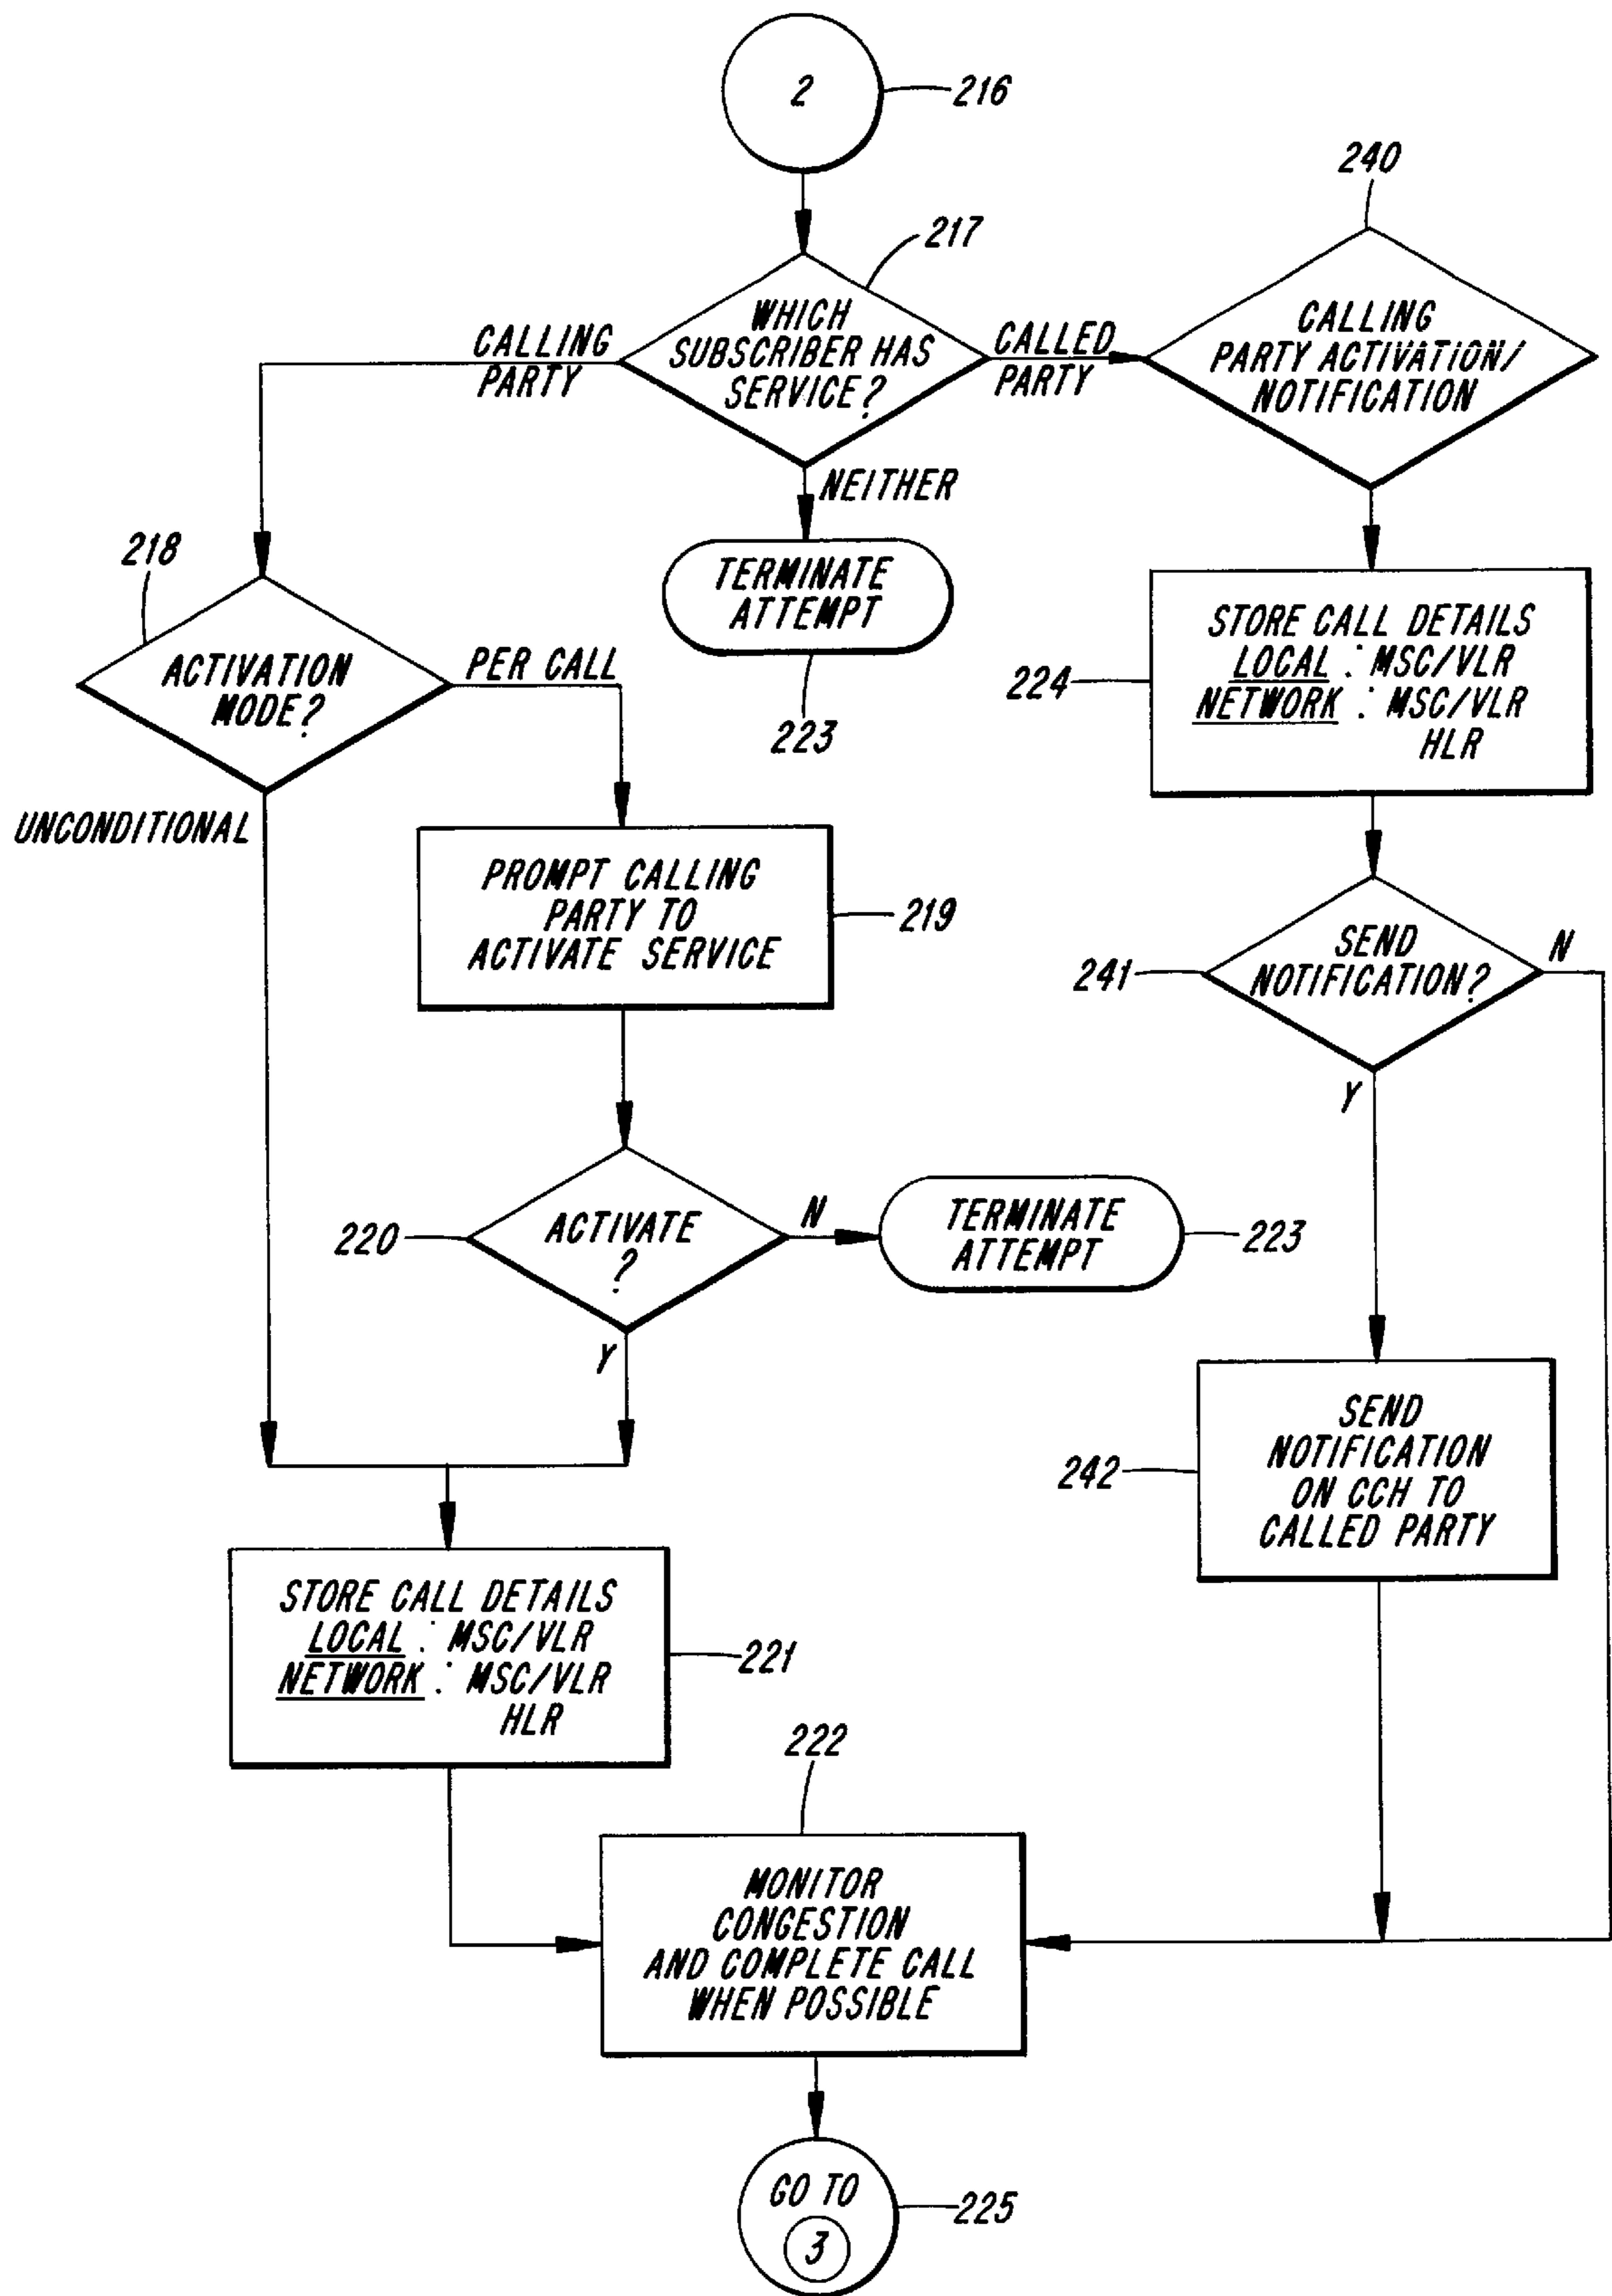 2
216
240
217
WHICH
SUBSCRIBER HAS
SERVICE?
CALLING
PARTY
CALLED
PARTY
CALLING
PARTY ACTIVATION/
NOTIFICATION
NEITHER
TERMINATE
ATTEMPT
223
218
ACTIVATION
MODE?
PER CALL
UNCONDITIONAL
STORE CALL DETAILS
LOCAL : MSC/VLR
NETWORK : MSC/VLR
HLR
224
PROMPT CALLING
PARTY TO
ACTIVATE SERVICE
219
SEND
NOTIFICATION?
241
N
Y
220
ACTIVATE
?
N
Y
TERMINATE
ATTEMPT
223
SEND
NOTIFICATION
ON CCH TO
CALLED PARTY
242
STORE CALL DETAILS
LOCAL : MSC/VLR
NETWORK : MSC/VLR
HLR
221
222
MONITOR
CONGESTION
AND COMPLETE CALL
WHEN POSSIBLE
GO TO
3
225